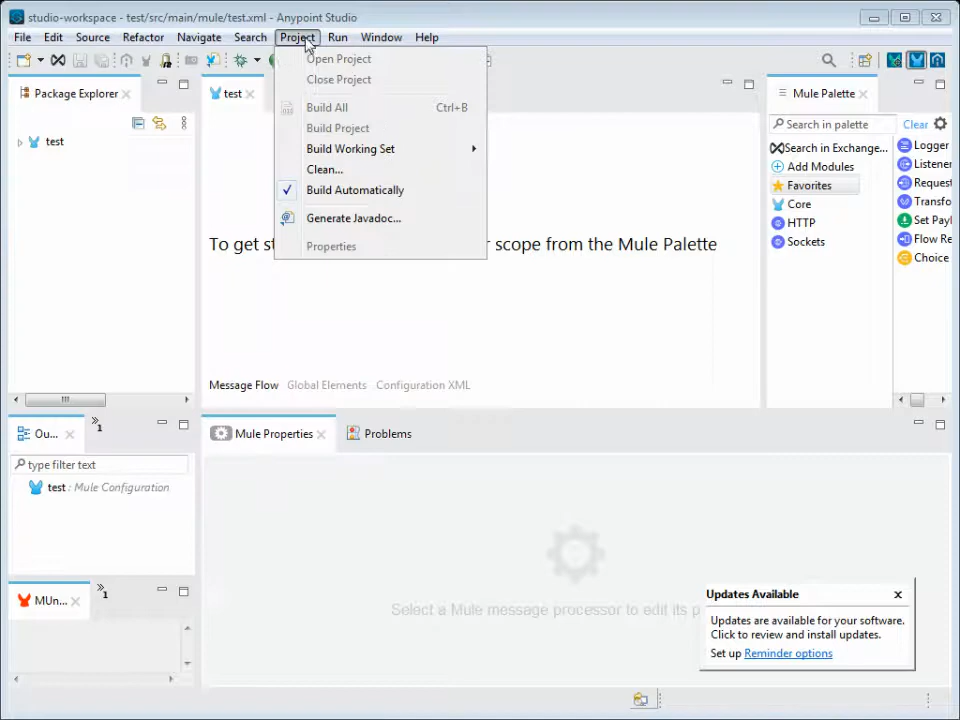 studio-workspace - test/src/main/mule/test.xml - Anypoint Studio
File Edit Source Refactor Navigate Search Project Run Window Help
Open Project
Close Project
Build All Ctrl+B
Build Project
Build Working Set
Clean...
Build Automatically
Generate Javadoc...
Properties
Package Explorer
test
test
To get st
r scope from the Mule Palette
Message Flow Global Elements Configuration XML
Mule Palette
Search in palette Clear
Search in Exchange...
Add Modules
Favorites
Core
HTTP
Sockets
Logger
Listene
Reques
Transfo
Set Payl
Flow Re
Choice
Ou...
1
type filter text
test : Mule Configuration
MUn...
1
Mule Properties
Problems
Select a Mule message processor to edit its p
Updates Available
Updates are available for your software.
Click to review and install updates.
Set up Reminder options